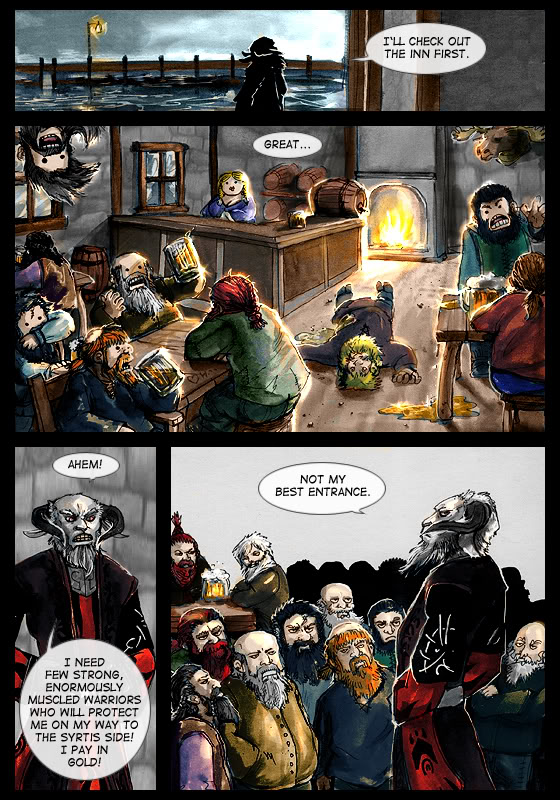 I'LL CHECK OUT
THE INN FIRST.
GREAT...
AHEM!
I NEED
FEW STRONG,
ENORMOUSLY
MUSCLED WARRIORS
WHO WILL PROTECT
ME ON MY WAY TO
THE SYRTIS SIDE!
I PAY IN
GOLD!
NOT MY
BEST ENTRANCE.